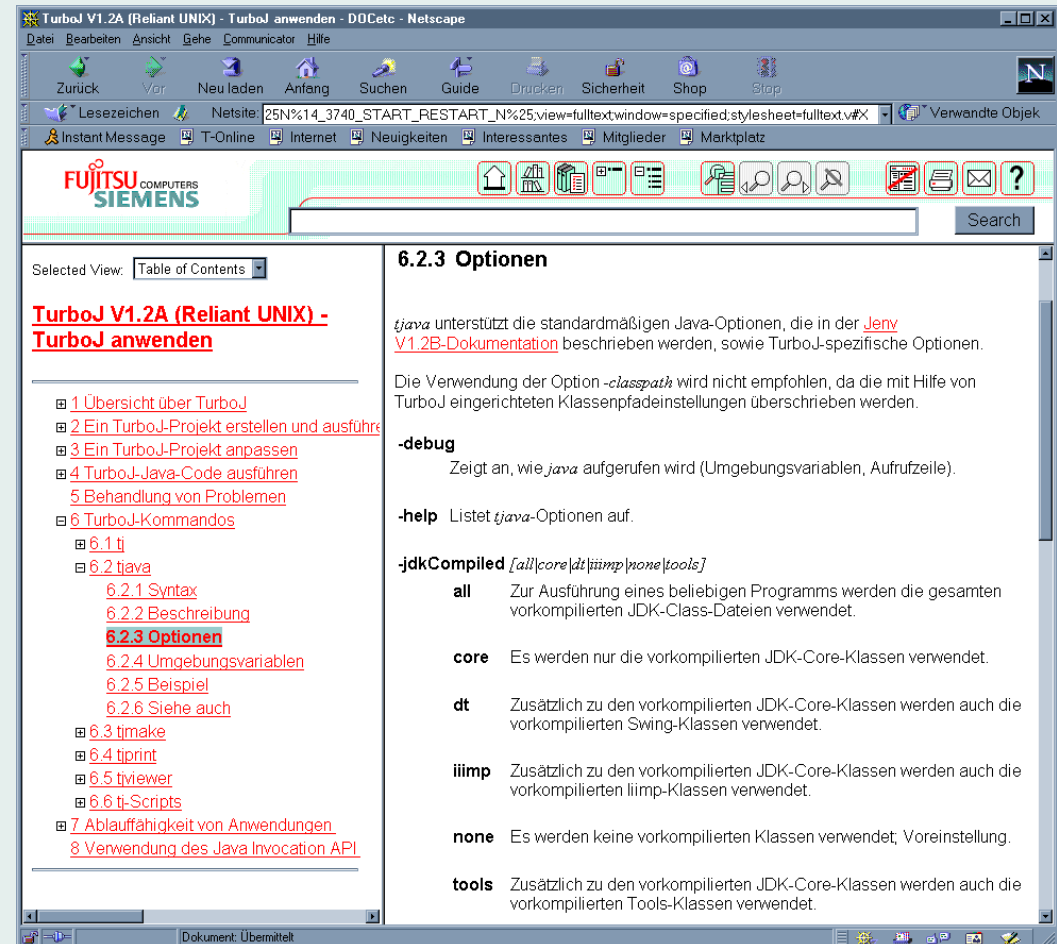 TurboJ V1.2A (Reliant UNIX) - TurboJ anwenden - DOCetc - Netscape
Datei Bearbeiten Ansicht Gehe Communicator Hilfe
Zurück Vor Neu laden Anfang Suchen Guide Drucken Sicherheit Shop Stop
N
Lesezeichen Netsite: 25N%14_3740_START_RESTART_N%25;view=fulltext;window=specified;stylesheet=fulltext.v#X Verwandte Objek
Instant Message T-Online Internet Neuigkeiten Interessantes Mitglieder Marktplatz
FUJITSU COMPUTERS
SIEMENS
?
Search
Selected View: Table of Contents
TurboJ V1.2A (Reliant UNIX) -
TurboJ anwenden
1 Übersicht über TurboJ
2 Ein TurboJ-Projekt erstellen und ausführe
3 Ein TurboJ-Projekt anpassen
4 TurboJ-Java-Code ausführen
5 Behandlung von Problemen
6 TurboJ-Kommandos
6.1 tj
6.2 tjava
6.2.1 Syntax
6.2.2 Beschreibung
6.2.3 Optionen
6.2.4 Umgebungsvariablen
6.2.5 Beispiel
6.2.6 Siehe auch
6.3 tjmake
6.4 tjprint
6.5 tjviewer
6.6 tj-Scripts
7 Ablauffähigkeit von Anwendungen
8 Verwendung des Java Invocation API
6.2.3 Optionen
tjava unterstützt die standardmäßigen Java-Optionen, die in der Jenv
V1.2B-Dokumentation beschrieben werden, sowie TurboJ-spezifische Optionen.
Die Verwendung der Option -classpath wird nicht empfohlen, da die mit Hilfe von
TurboJ eingerichteten Klassenpfadeinstellungen überschrieben werden.
-debug
Zeigt an, wie java aufgerufen wird (Umgebungsvariablen, Aufrufzeile).
-help Listet tjava-Optionen auf.
-jdkCompiled [all|core|dt|iiimp|none|tools]
all Zur Ausführung eines beliebigen Programms werden die gesamten
vorkompilierten JDK-Class-Dateien verwendet.
core Es werden nur die vorkompilierten JDK-Core-Klassen verwendet.
dt Zusätzlich zu den vorkompilierten JDK-Core-Klassen werden auch die
vorkompilierten Swing-Klassen verwendet.
iiimp Zusätzlich zu den vorkompilierten JDK-Core-Klassen werden auch die
vorkompilierten Iiimp-Klassen verwendet.
none Es werden keine vorkompilierten Klassen verwendet; Voreinstellung.
tools Zusätzlich zu den vorkompilierten JDK-Core-Klassen werden auch die
vorkompilierten Tools-Klassen verwendet.
Dokument: Übermittelt